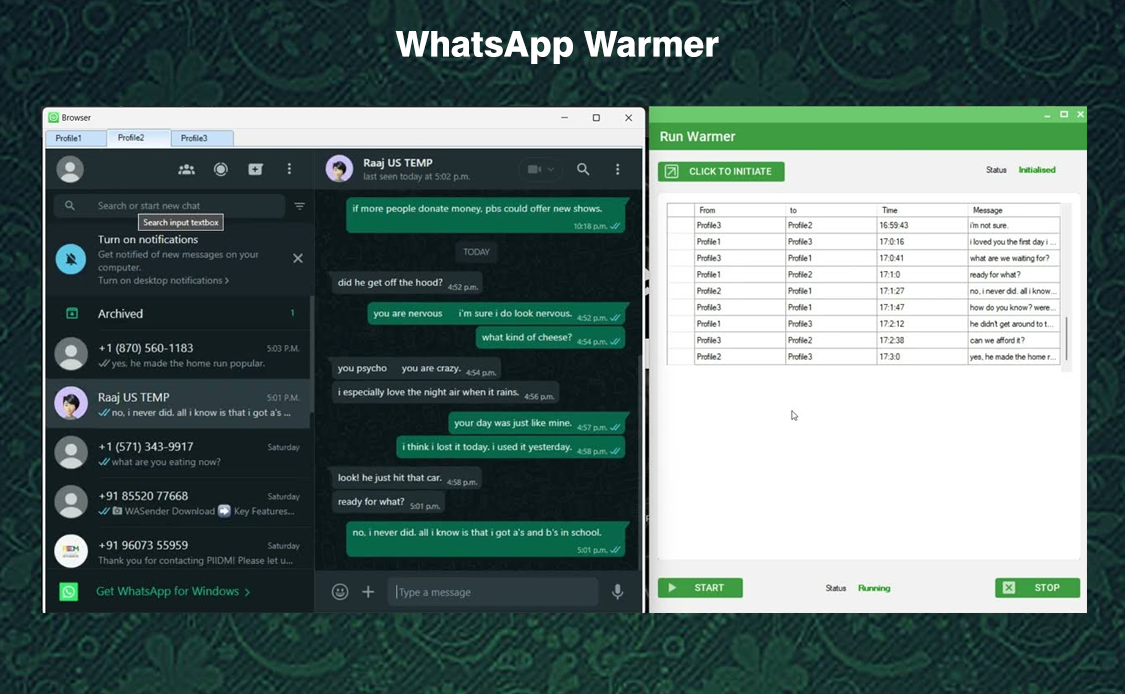 WhatsApp Warmer
Browser
Profile1 Profile2 Profile3
Search or start new chat
Search input textbox
Turn on notifications
Get notified of new messages on your
computer.
Turn on desktop notifications >
Archived 1
+1 (870) 560-1183 5:03 P.M.
yes, he made the home run popular.
Raaj US TEMP 5:01 P.M.
no, i never did. all i know is that i got a's ...
+1 (571) 343-9917 Saturday
what are you eating now?
+91 85520 77668 Saturday
WASender Download ➡ Key Features...
+91 96073 55959 Saturday
Thank you for contacting PIIDM! Please let u...
Get WhatsApp for Windows >
Raaj US TEMP
last seen today at 5:02 p.m.
if more people donate money, pbs could offer new shows.
10:18 p.m.
TODAY
did he get off the hood? 4:52 p.m.
you are nervous i'm sure i do look nervous. 4:52 p.m.
what kind of cheese? 4:54 p.m.
you psycho you are crazy. 4:54 p.m.
i especially love the night air when it rains. 4:56 p.m.
your day was just like mine. 4:57 p.m.
i think i lost it today. i used it yesterday. 4:58 p.m.
look! he just hit that car. 4:58 p.m.
ready for what? 5:01 p.m.
no, i never did. all i know is that i got a's and b's in school.
5:01 p.m.
Type a message
Run Warmer
CLICK TO INITIATE Status Initialised
From to Time Message
Profile3 Profile2 16:59:43 i'm not sure.
Profile1 Profile3 17:0:16 i loved you the first day i ...
Profile3 Profile1 17:0:41 what are we waiting for?
Profile1 Profile2 17:1:0 ready for what?
Profile2 Profile1 17:1:27 no, i never did. all i know...
Profile3 Profile1 17:1:47 how do you know? were...
Profile1 Profile3 17:2:12 he didn't get around to t...
Profile3 Profile2 17:2:38 can we afford it?
Profile2 Profile3 17:3:0 yes, he made the home r...
START Status Running STOP